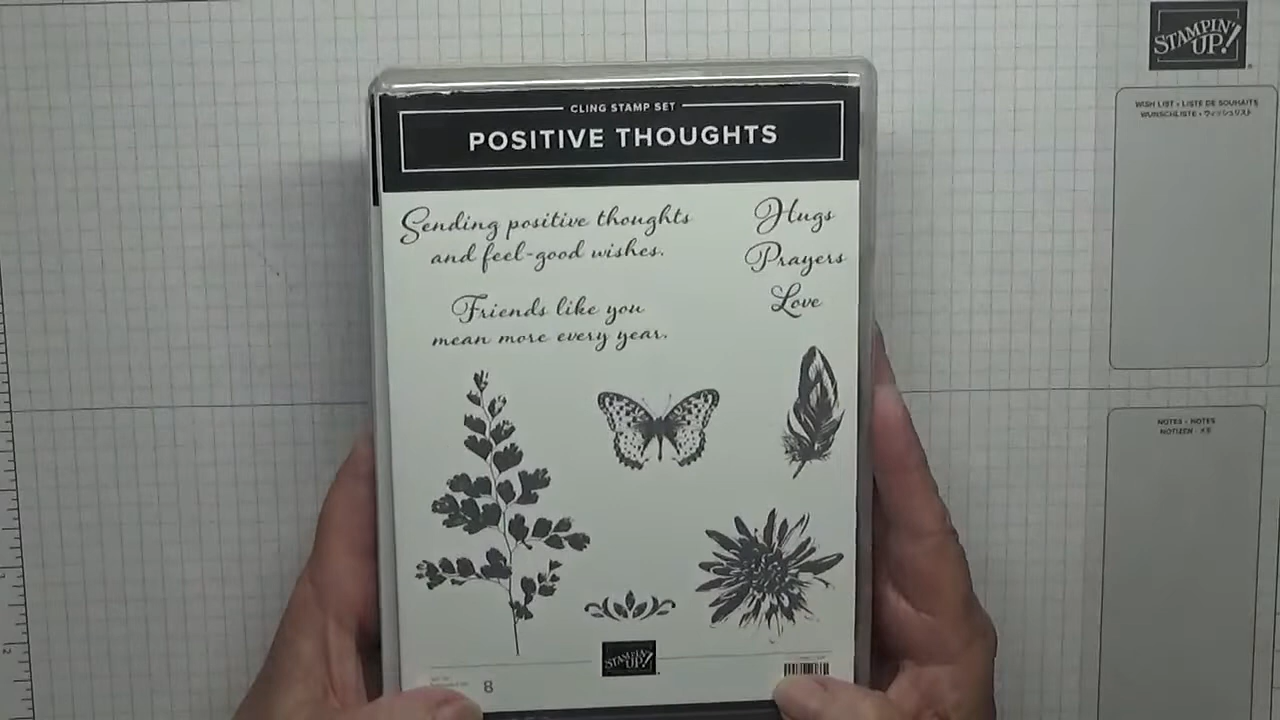 STAMPIN' UP!
WISH LIST • LISTE DE SOUHAITS
WUNSCHLISTE • ウィッシュリスト
NOTES • NOTES
NOTIZEN • メモ
CLING STAMP SET
POSITIVE THOUGHTS
Sending positive thoughts
and feel-good wishes.
Friends like you
mean more every year.
Hugs
Prayers
Love
STAMPIN' UP!
8